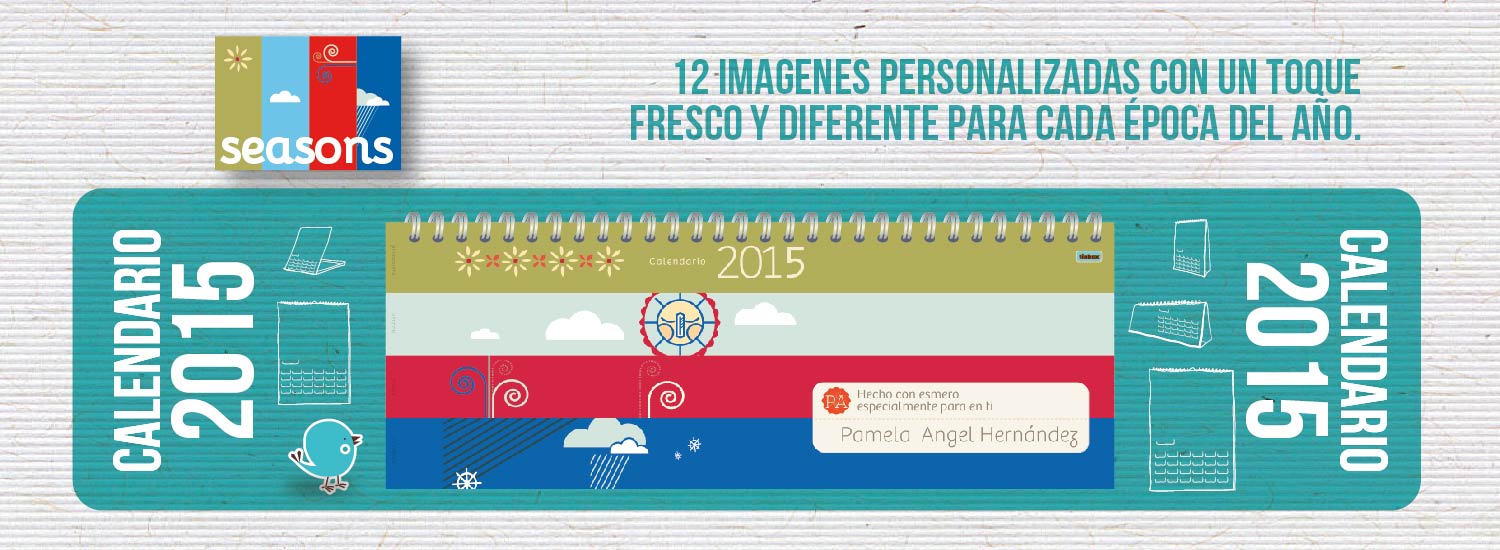 seasons
12 IMAGENES PERSONALIZADAS CON UN TOQUE
FRESCO Y DIFERENTE PARA CADA ÉPOCA DEL AÑO.
CALENDARIO
2015
Calendario 2015
PA
Hecho con esmero
especialmente para en ti
Pamela Angel Hernández
CALENDARIO
2015